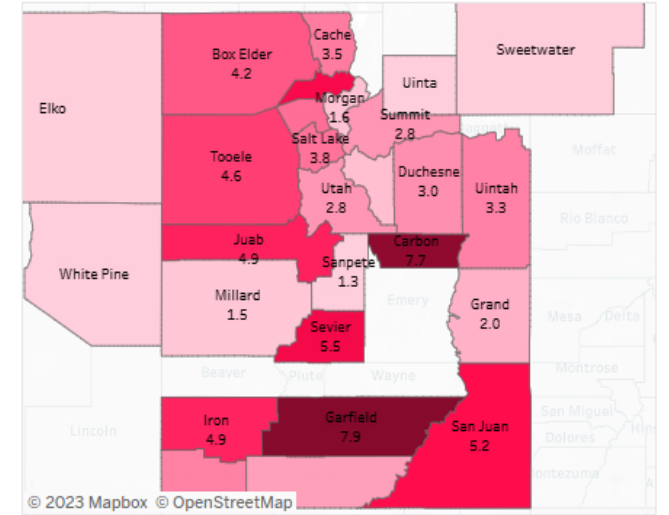 Cache
3.5
Box Elder
4.2
Sweetwater
Elko
Uinta
Morgan
1.6
Summit
2.8
Moffat
Salt Lake
3.8
Tooele
4.6
Duchesne
3.0
Utah
2.8
Uintah
3.3
Rio Blanco
Juab
4.9
Carbon
7.7
White Pine
Sanpete
1.3
Millard
1.5
Emery
Grand
2.0
Mesa
Delta
Sevier
5.5
Beaver
Piute
Wayne
Montrose
Iron
4.9
Garfield
7.9
San Juan
5.2
San Miguel
Dolores
Lincoln
© 2023 Mapbox © OpenStreetMap